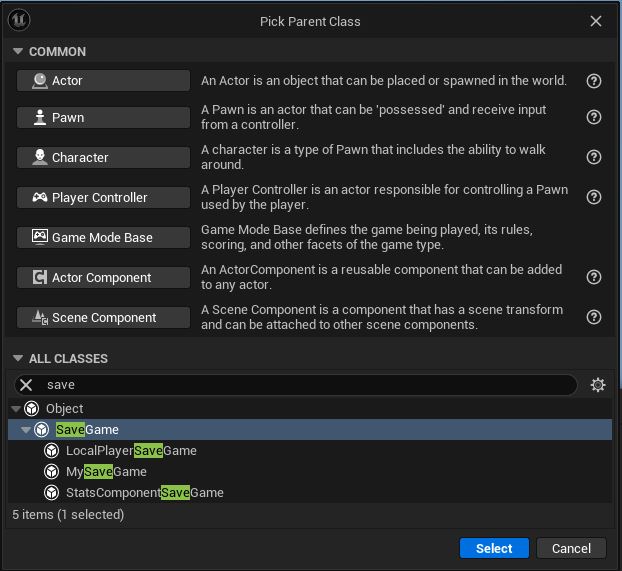 Pick Parent Class
COMMON
Actor
An Actor is an object that can be placed or spawned in the world.
Pawn
A Pawn is an actor that can be 'possessed' and receive input
from a controller.
Character
A character is a type of Pawn that includes the ability to walk
around.
Player Controller
A Player Controller is an actor responsible for controlling a Pawn
used by the player.
Game Mode Base
Game Mode Base defines the game being played, its rules,
scoring, and other facets of the game type.
Actor Component
An ActorComponent is a reusable component that can be added
to any actor.
Scene Component
A Scene Component is a component that has a scene transform
and can be attached to other scene components.
ALL CLASSES
save
Object
SaveGame
LocalPlayerSaveGame
MySaveGame
StatsComponentSaveGame
5 items (1 selected)
Select
Cancel